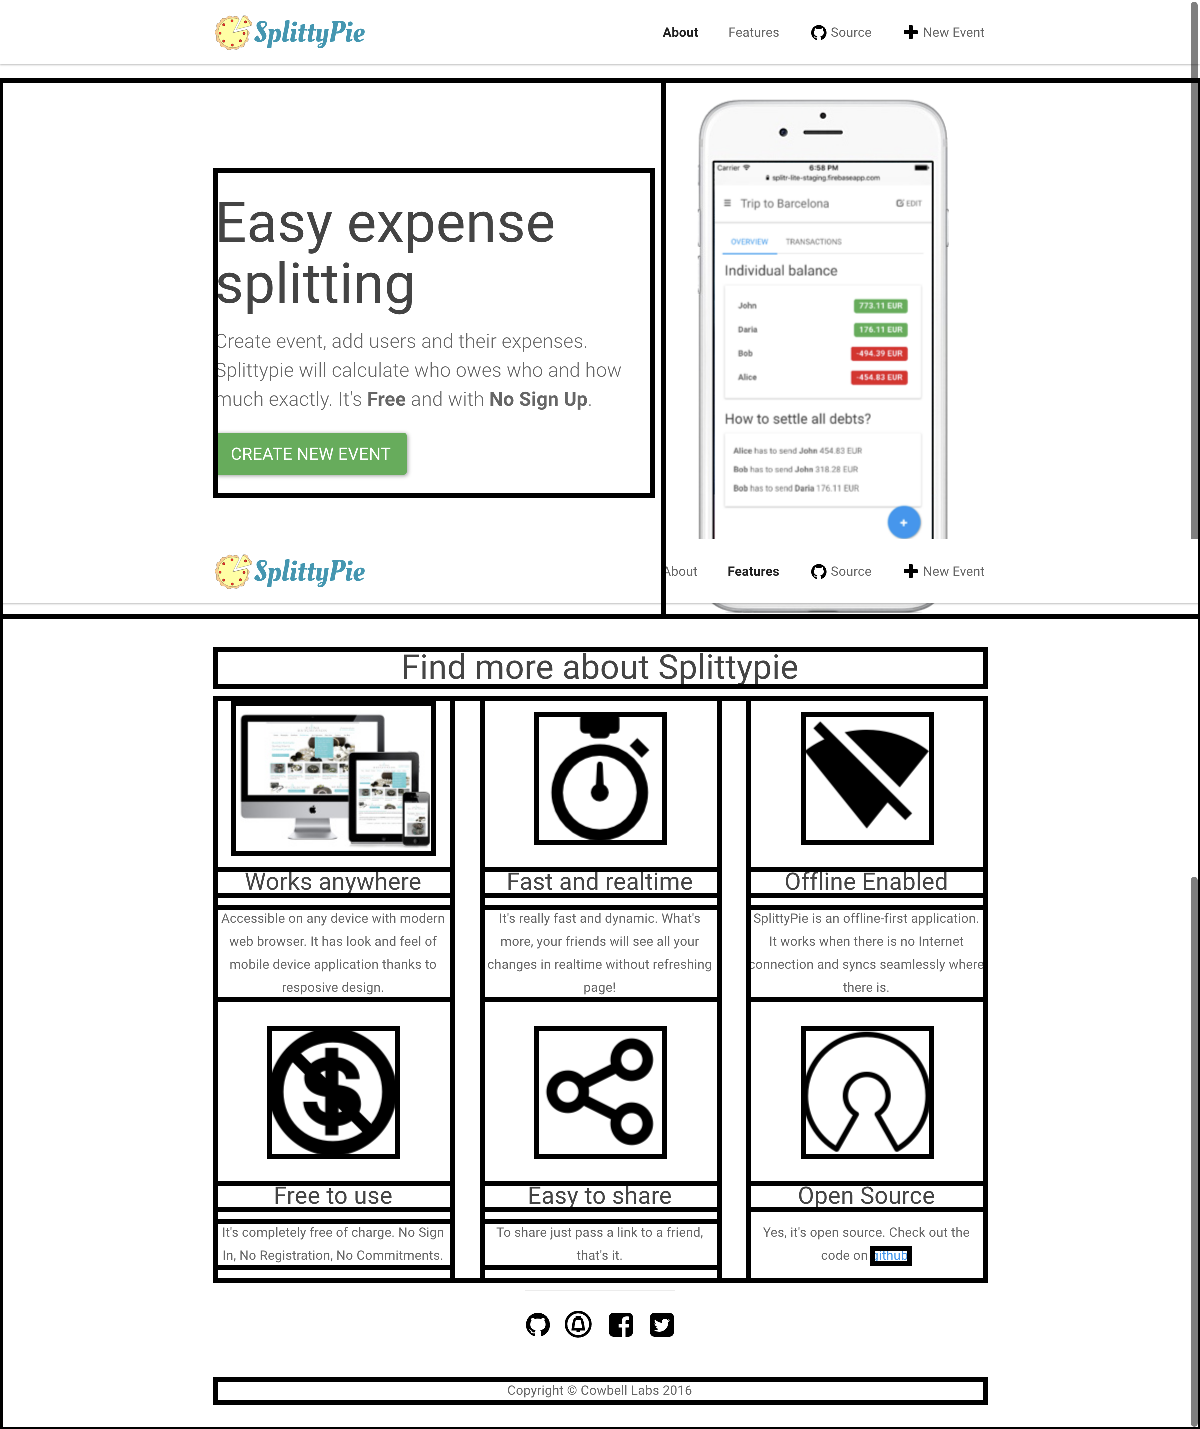 SplittyPie
About Features Source New Event
Easy expense
splitting
Create event, add users and their expenses.
Splittypie will calculate who owes who and how
much exactly. It's Free and with No Sign Up.
CREATE NEW EVENT
Carrier 6:58 PM
splitr-lite-staging.firebaseapp.com
Trip to Barcelona EDIT
OVERVIEW TRANSACTIONS
Individual balance
John 773.11 EUR
Daria 176.11 EUR
Bob -494.39 EUR
Alice -454.83 EUR
How to settle all debts?
Alice has to send John 454.83 EUR
Bob has to send John 318.28 EUR
Bob has to send Daria 176.11 EUR
SplittyPie
About Features Source New Event
Find more about Splittypie
Works anywhere
Accessible on any device with modern
web browser. It has look and feel of
mobile device application thanks to
resposive design.
Fast and realtime
It's really fast and dynamic. What's
more, your friends will see all your
changes in realtime without refreshing
page!
Offline Enabled
SplittyPie is an offline-first application.
It works when there is no Internet
connection and syncs seamlessly where
there is.
Free to use
It's completely free of charge. No Sign
In, No Registration, No Commitments.
Easy to share
To share just pass a link to a friend,
that's it.
Open Source
Yes, it's open source. Check out the
code on github
Copyright © Cowbell Labs 2016